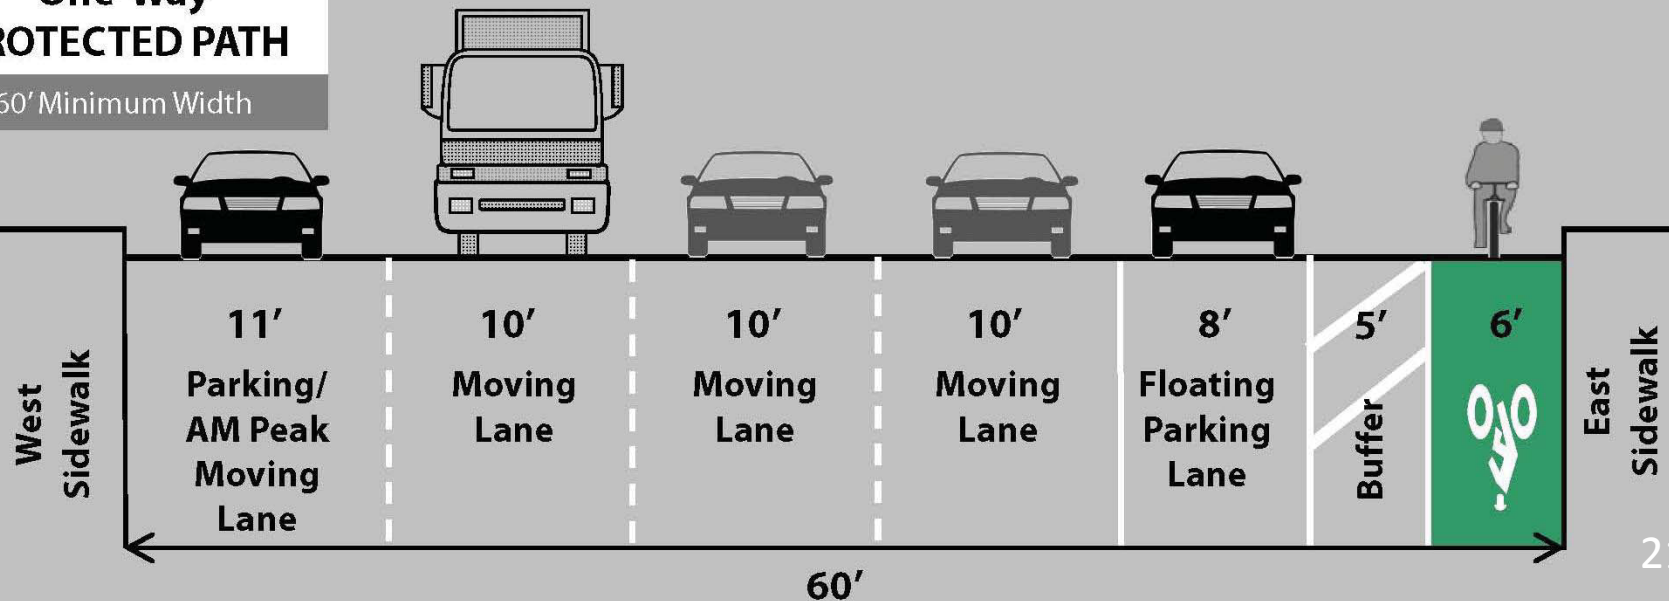 PROTECTED PATH
60' Minimum Width
11'
Parking/
AM Peak
Moving
Lane
10'
Moving
Lane
10'
Moving
Lane
10'
Moving
Lane
8'
Floating
Parking
Lane
5'
Buffer
6'
West
Sidewalk
East
Sidewalk
60'